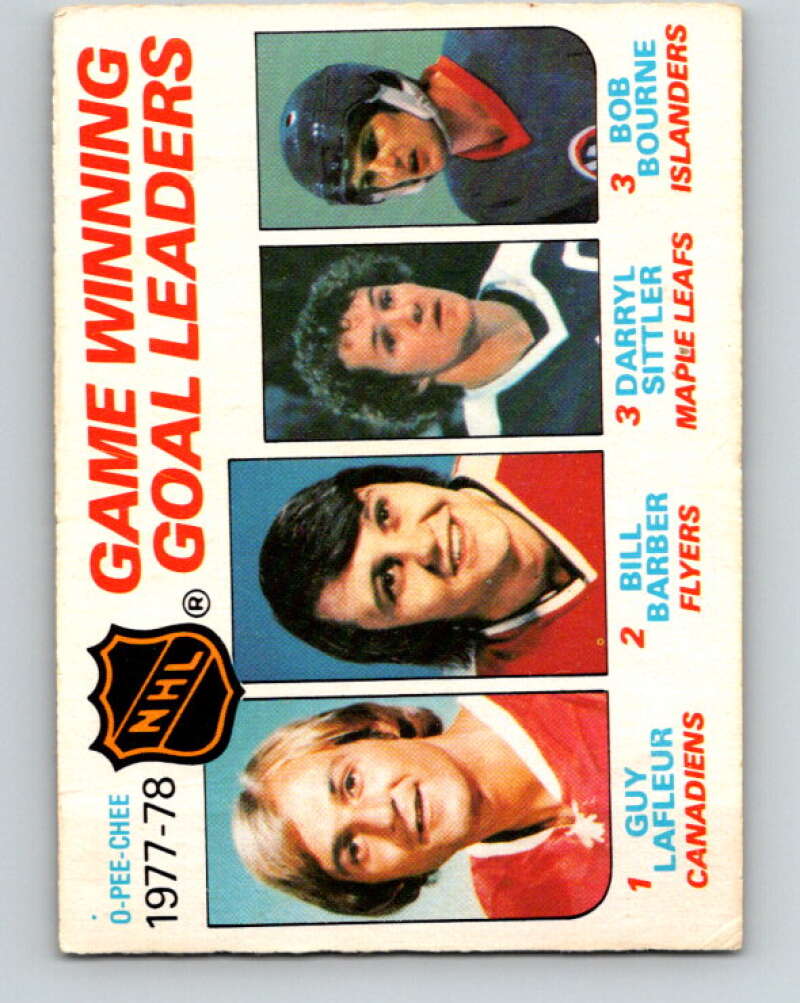 O-PEE-CHEE
1977-78
NHL ®
GAME WINNING
GOAL LEADERS
1 GUY
LAFLEUR
CANADIENS
2 BILL
BARBER
FLYERS
3 DARRYL
SITTLER
MAPLE LEAFS
3 BOB
BOURNE
ISLANDERS